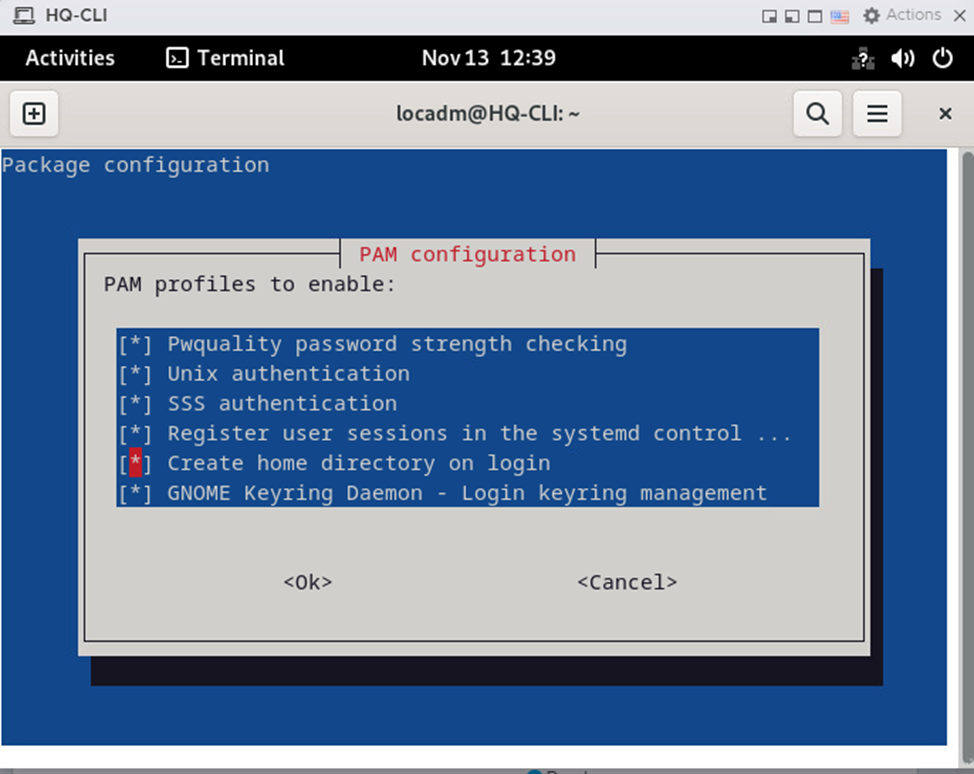 HQ-CLI Actions
Activities Terminal Nov 13 12:39 ?
locadm@HQ-CLI: ~
Package configuration
PAM configuration
PAM profiles to enable:
[*] Pwquality password strength checking
[*] Unix authentication
[*] SSS authentication
[*] Register user sessions in the systemd control ...
[*] Create home directory on login
[*] GNOME Keyring Daemon - Login keyring management
<Ok> <Cancel>